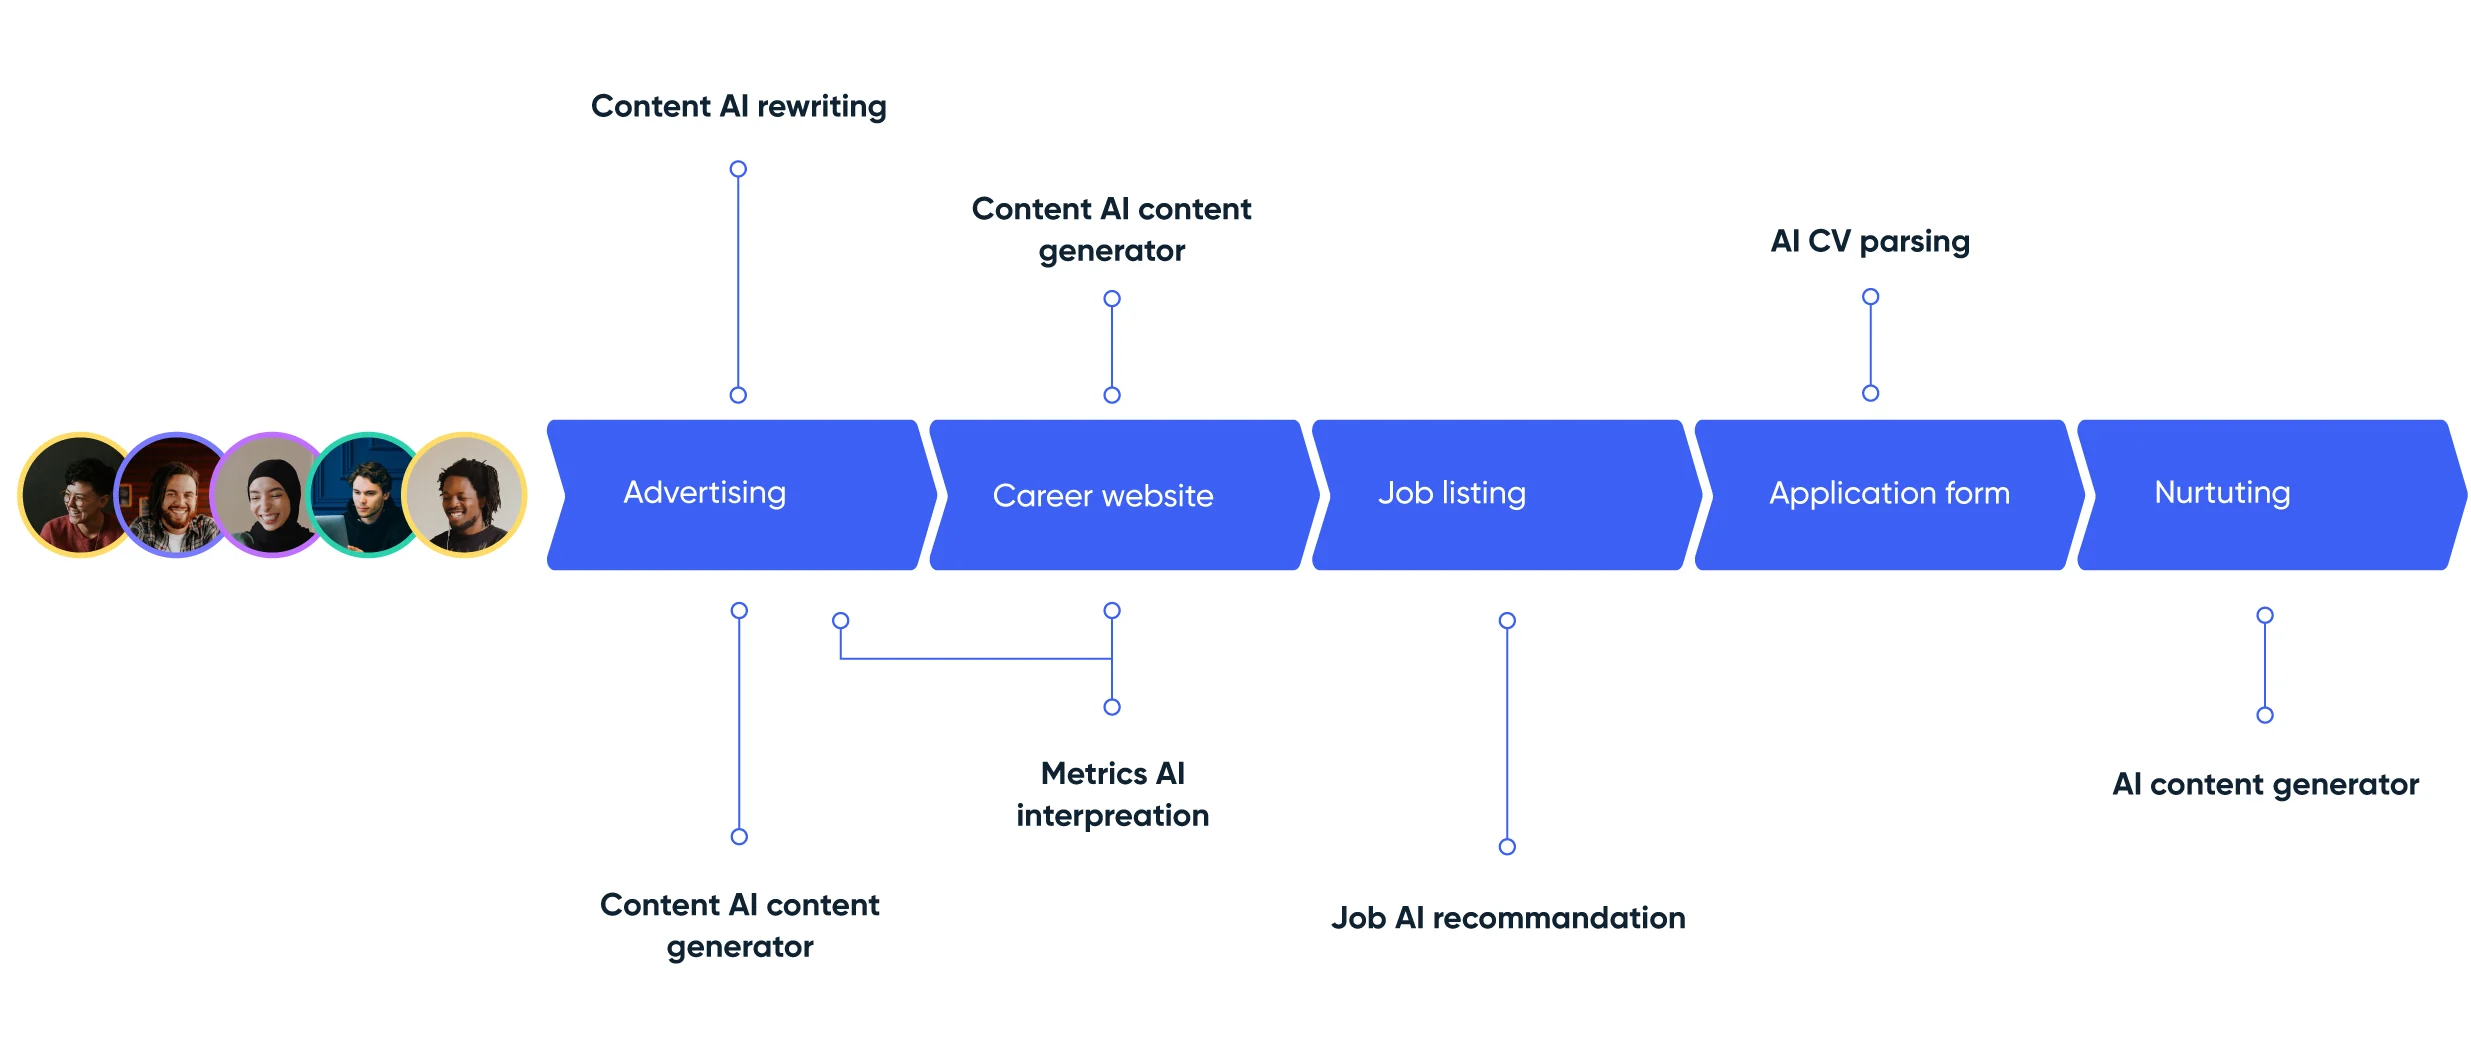 Content AI rewriting
Content AI content
generator
AI CV parsing
Advertising
Career website
Job listing
Application form
Nurtuting
Metrics AI
interpreation
AI content generator
Content AI content
generator
Job AI recommandation